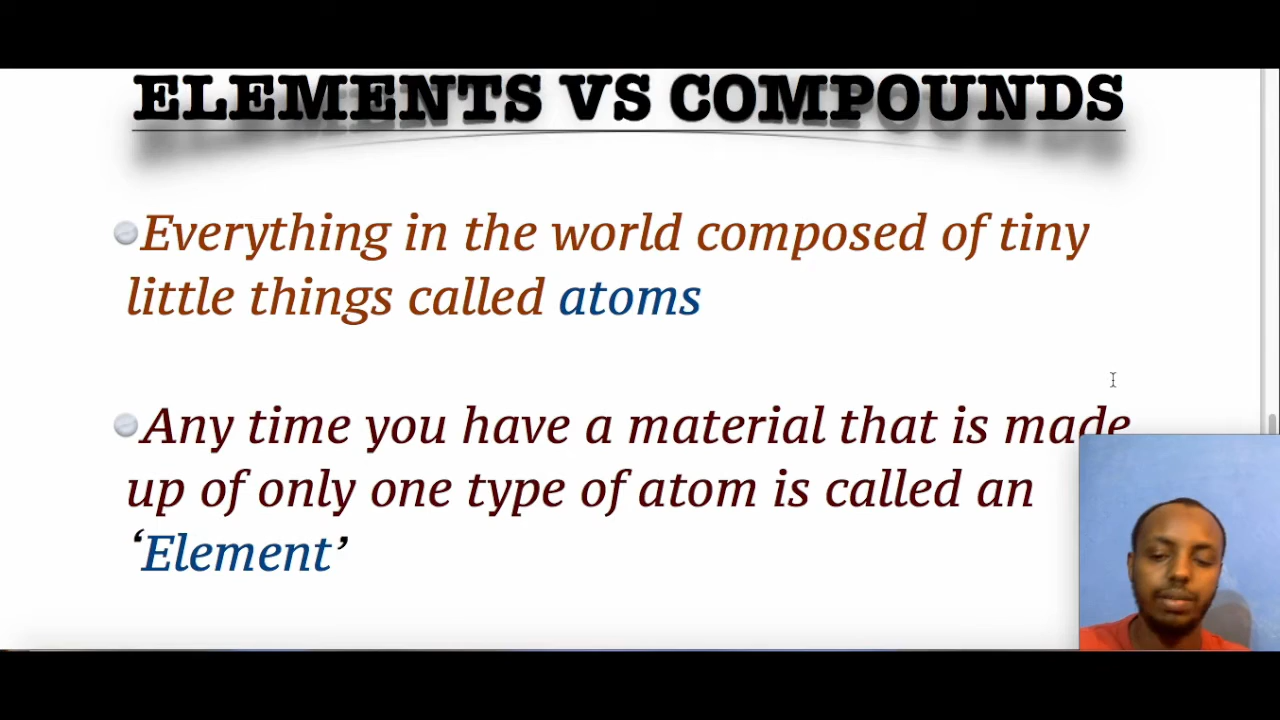 ELEMENTS VS COMPOUNDS
Everything in the world composed of tiny
little things called atoms
Any time you have a material that is made
up of only one type of atom is called an
‘Element’